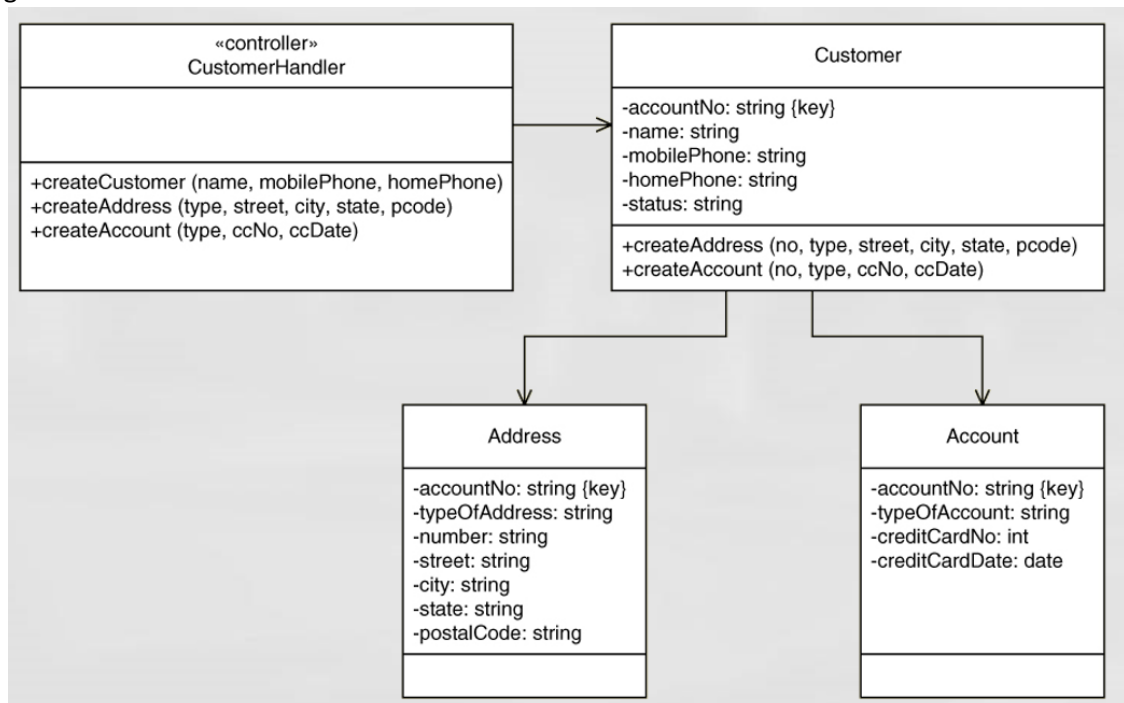 «controller»
CustomerHandler
+createCustomer (name, mobilePhone, homePhone)
+createAddress (type, street, city, state, pcode)
+createAccount (type, ccNo, ccDate)
Customer
-accountNo: string {key}
-name: string
-mobilePhone: string
-homePhone: string
-status: string
+createAddress (no, type, street, city, state, pcode)
+createAccount (no, type, ccNo, ccDate)
Address
-accountNo: string {key}
-typeOfAddress: string
-number: string
-street: string
-city: string
-state: string
-postalCode: string
Account
-accountNo: string {key}
-typeOfAccount: string
-creditCardNo: int
-creditCardDate: date